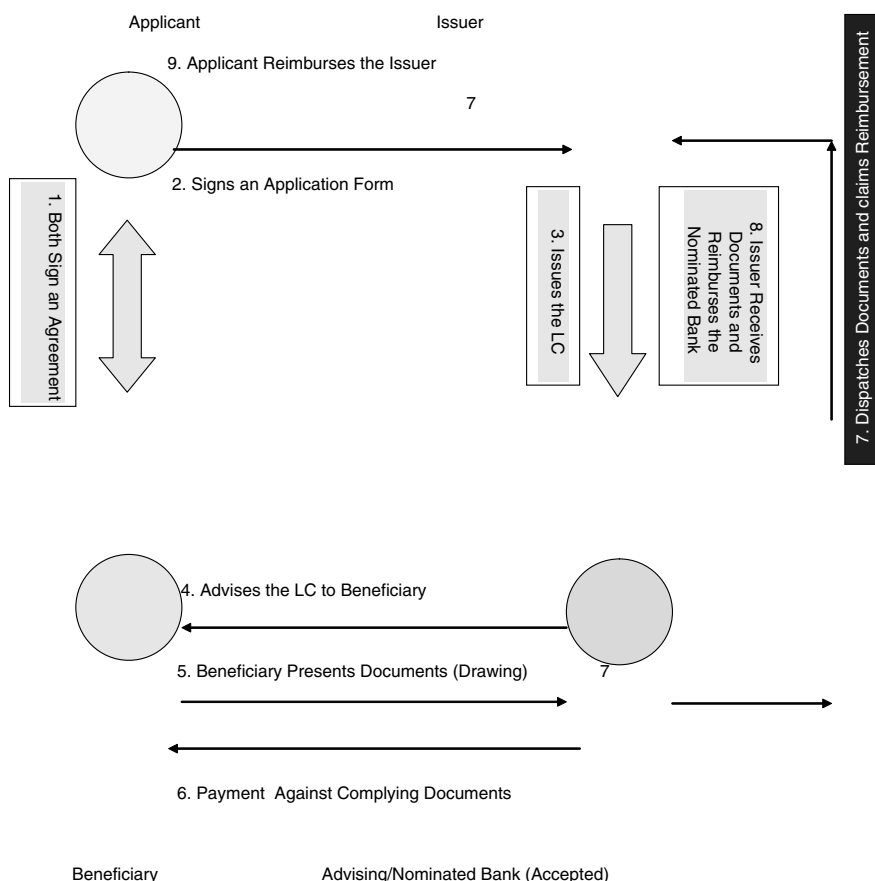 Applicant
Issuer
9. Applicant Reimburses the Issuer
7
2. Signs an Application Form
1. Both Sign an Agreement
3. Issues the LC
8. Issuer Receives
Documents and
Reimburses the
Nominated Bank
7. Dispatches Documents and claims Reimbursement
4. Advises the LC to Beneficiary
5. Beneficiary Presents Documents (Drawing)
7
6. Payment Against Complying Documents
Beneficiary
Advising/Nominated Bank (Accepted)